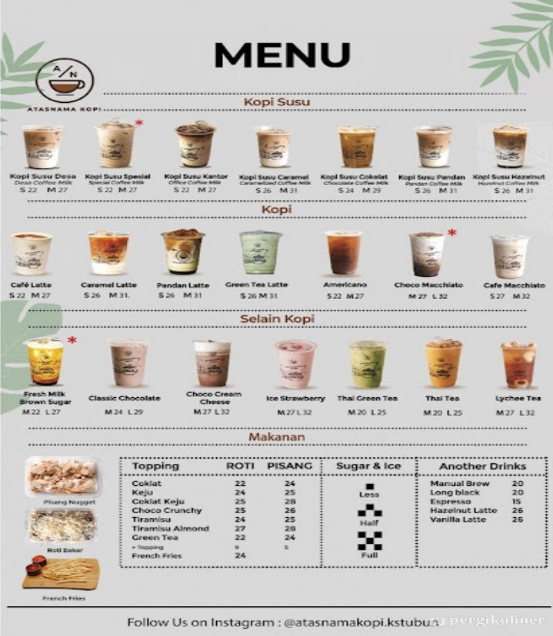 MENU
A/N
ATASNAMA KOPI
Kopi Susu
Kopi Susu Desa Kopi Susu Spesial Kopi Susu Kantor Kopi Susu Caramel Kopi Susu Cokelat Kopi Susu Pandan Kopi Susu Hazelnut
Desa Coffee Milk Special Coffee Milk Office Coffee Milk Caramelized Coffee Milk Chocolate Coffee Milk Pandan Coffee Milk Hazelnut Coffee Milk
S 22 M 27 S 22 M 27 S 22 M 27 S 26 M 31 S 24 M 29 S 26 M 31 S 26 M 31
Kopi
Café Latte Caramel Latte Pandan Latte Green Tea Latte Americano Choco Macchiato Cafe Macchiato
S 22 M 27 S 26 M 31. S 26 M 31 S 26 M 31 S 22 M 27 M 27 L 32 S 27 M 32
Selain Kopi
Fresh Milk Brown Sugar
Classic Chocolate
Choco Cream Cheese
Ice Strawberry Thai Green Tea Thai Tea Lychee Tea
M 22 L 27 M 24 L 29 M 27 L 32 M 27 L 32 M 20 L 25 M 20 L 25 M 27 L 32
Makanan
Pisang Nugget
Roti Bakar
French Fries
Topping ROTI PISANG
Coklat 22 24
Keju 24 25
Coklat Keju 25 28
Choco Crunchy 25 26
Tiramisu 24 25
Tiramisu Almond 27 28
Green Tea 22 24
+ Topping 9 5
French Fries 24
Sugar & Ice
Less
Half
Full
Another Drinks
Manual Brew 20
Long black 20
Espresso 15
Hazelnut Latte 26
Vanilla Latte 26
Follow Us on Instagram : @atasnamakopi.kstubun
pergikuliner